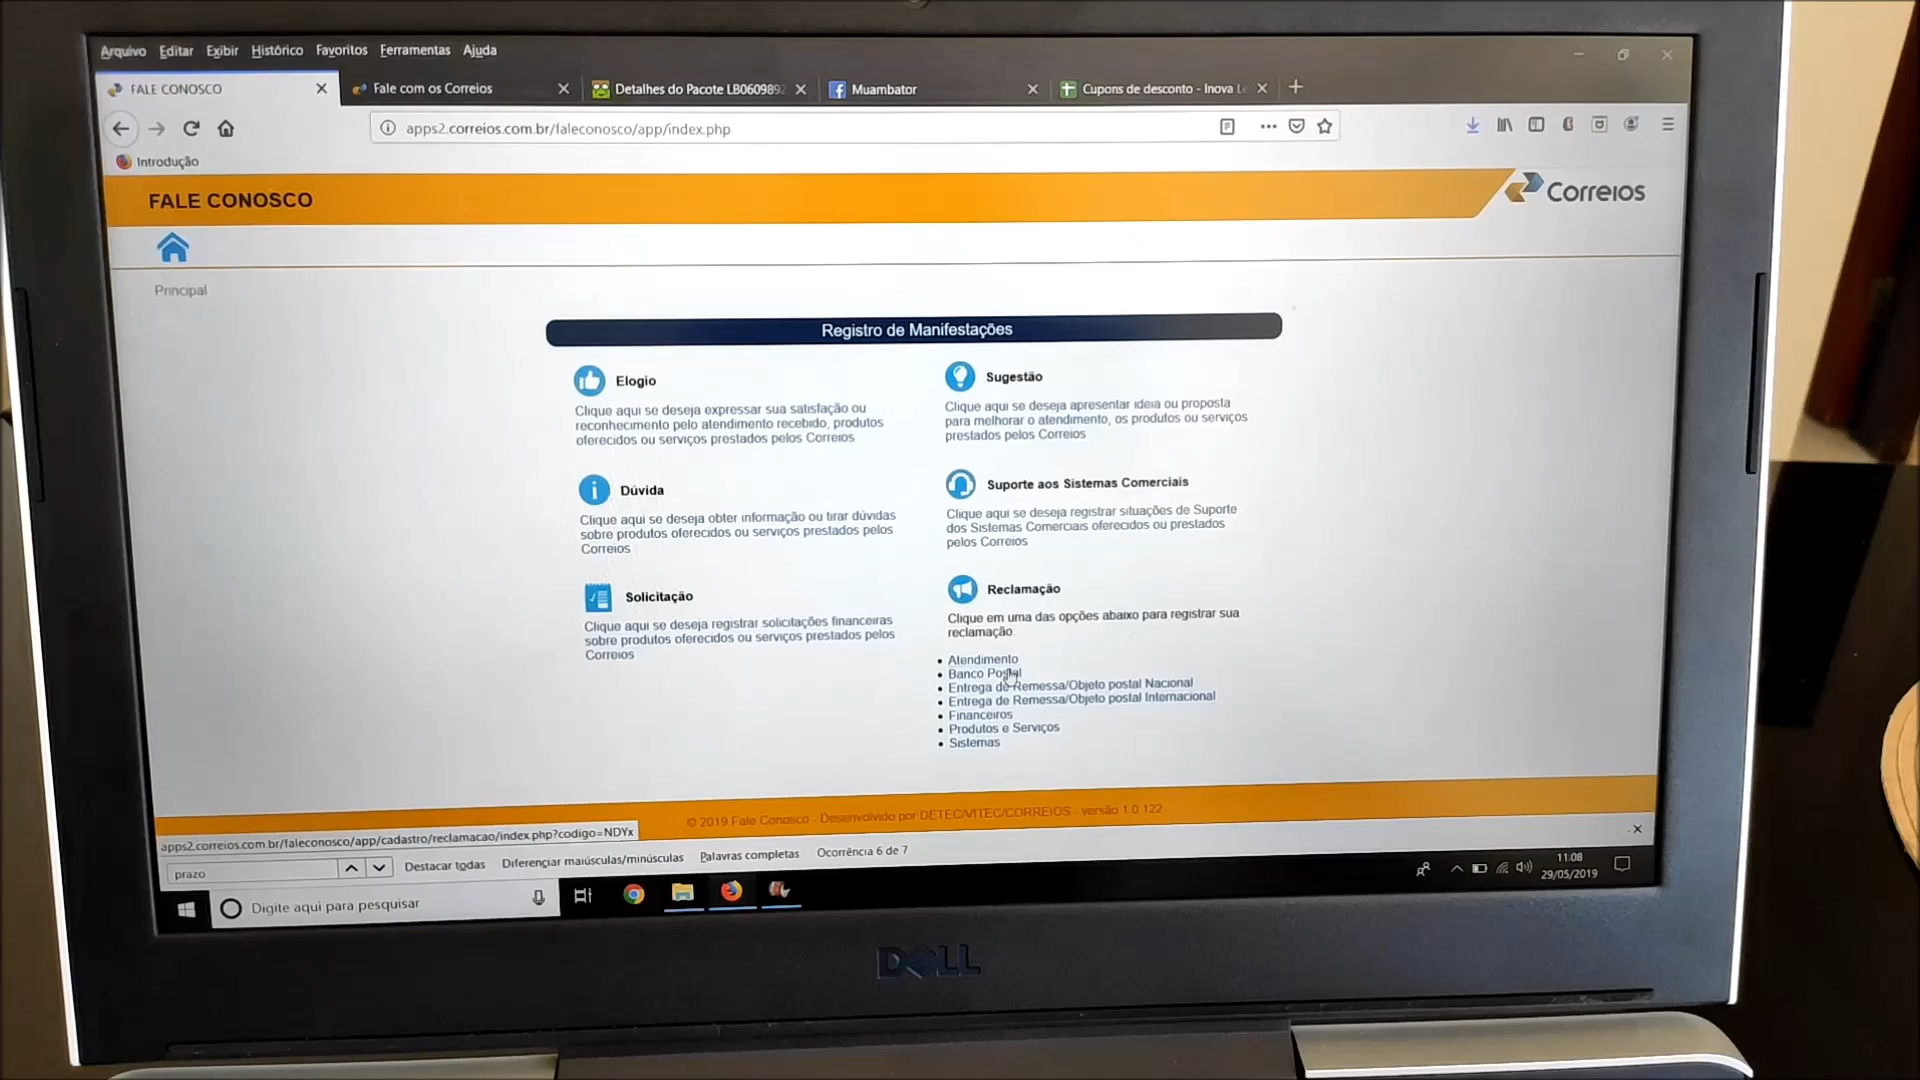 Arquivo Editar Exibir Histórico Favoritos Ferramentas Ajuda
FALE CONOSCO
Fale com os Correios
Detalhes do Pacote LB060989
Muambator
Cupons de desconto - Inova
apps2.correios.com.br/faleconosco/app/index.php
Introdução
FALE CONOSCO
Correios
Principal
Registro de Manifestações
Elogio
Clique aqui se deseja expressar sua satisfação ou
reconhecimento pelo atendimento recebido, produtos
oferecidos ou serviços prestados pelos Correios
Sugestão
Clique aqui se deseja apresentar ideia ou proposta
para melhorar o atendimento, os produtos ou serviços
prestados pelos Correios
Dúvida
Clique aqui se deseja obter informação ou tirar dúvidas
sobre produtos oferecidos ou serviços prestados pelos
Correios
Suporte aos Sistemas Comerciais
Clique aqui se deseja registrar situações de Suporte
dos Sistemas Comerciais oferecidos ou prestados
pelos Correios
Solicitação
Clique aqui se deseja registrar solicitações financeiras
sobre produtos oferecidos ou serviços prestados pelos
Correios
Reclamação
Clique em uma das opções abaixo para registrar sua
reclamação
Atendimento
Banco Postal
Entrega de Remessa/Objeto postal Nacional
Entrega de Remessa/Objeto postal Internacional
Financeiros
Produtos e Serviços
Sistemas
© 2019 Fale Conosco - Desenvolvido por DETEC/VITEC/CORREIOS - versão 1.0.122
apps2.correios.com.br/faleconosco/app/cadastro/reclamacao/index.php?codigo=NDYx
prazo
Destacar todas Diferenciar maiúsculas/minúsculas Palavras completas Ocorrência 6 de 7
Digite aqui para pesquisar
11:08
29/05/2019
DELL